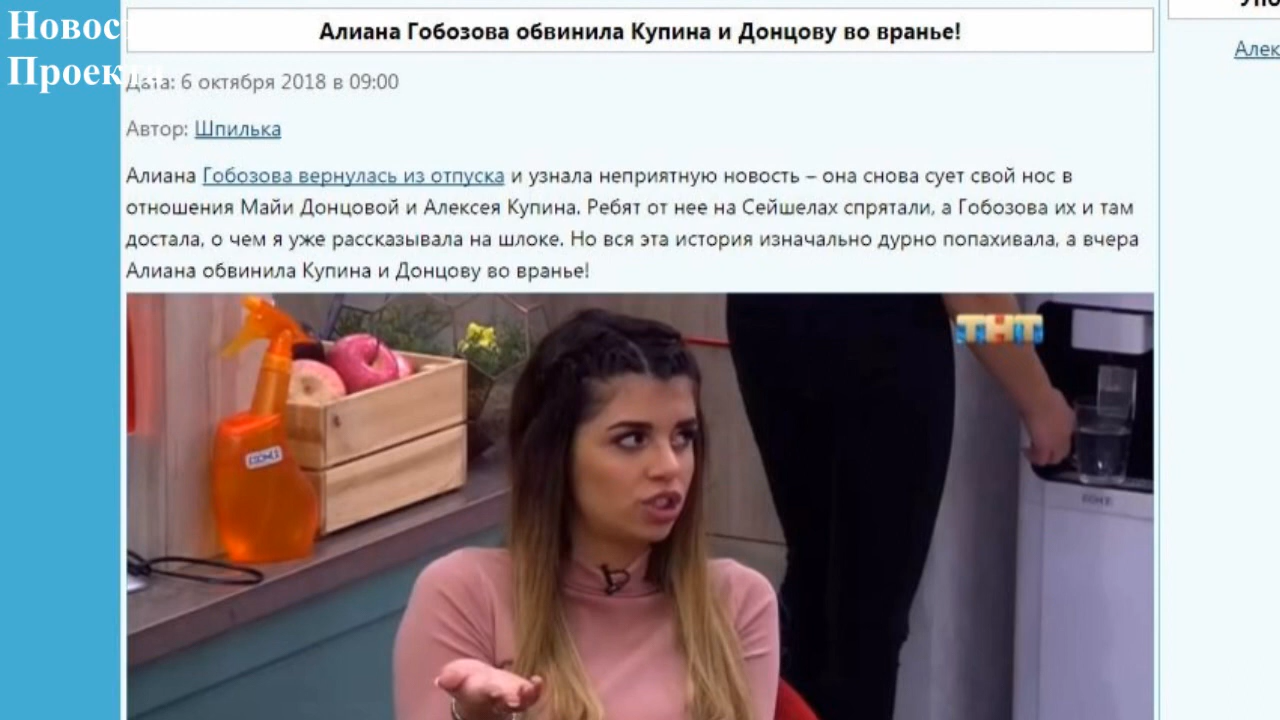 Новос
Проекта
Алиана Гобозова обвинила Купина и Донцову во вранье!
Дата: 6 октября 2018 в 09:00
Автор: Шпилька
Алиана Гобозова вернулась из отпуска и узнала неприятную новость – она снова сует свой нос в
отношения Майи Донцовой и Алексея Купина. Ребят от нее на Сейшелах спрятали, а Гобозова их и там
достала, о чем я уже рассказывала на шлоке. Но вся эта история изначально дурно попахивала, а вчера
Алиана обвинила Купина и Донцову во вранье!
Алек
ТНТ